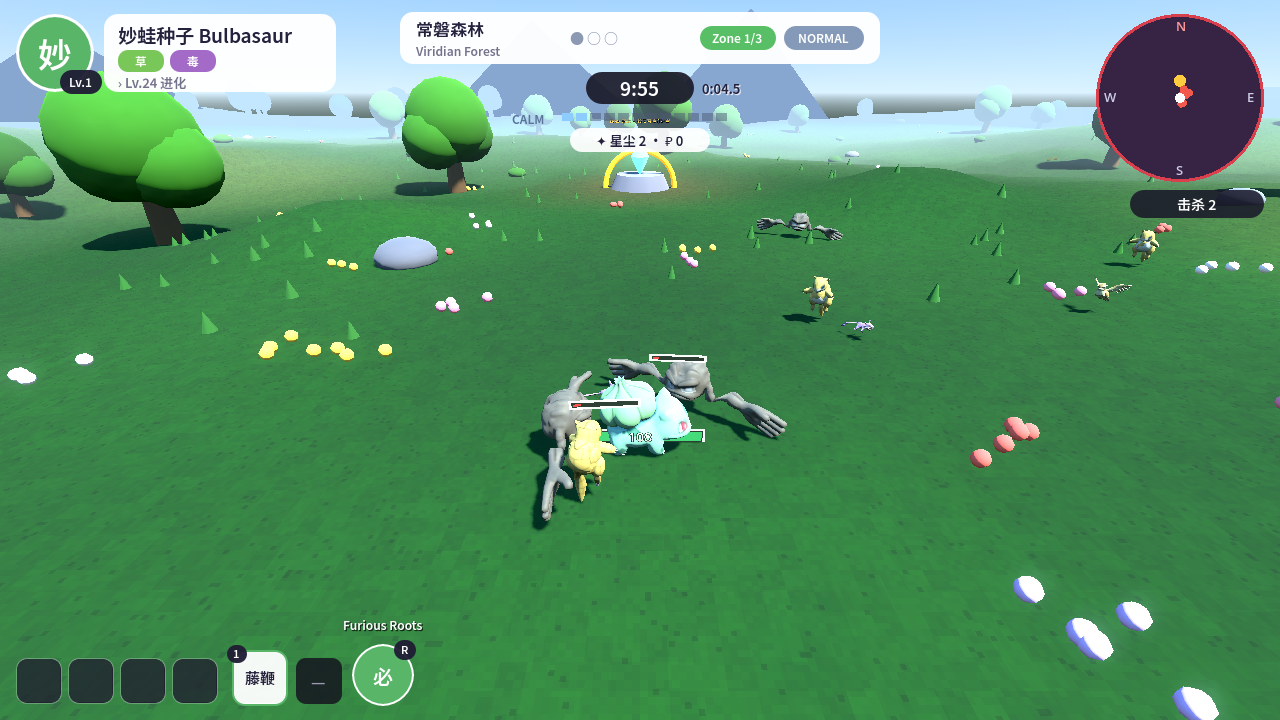 妙
Lv.1
妙蛙种子 Bulbasaur
草
毒
› Lv.24 进化
常磐森林
Viridian Forest
Zone 1/3
NORMAL
9:55
0:04.5
CALM
✦ 星尘 2 • ₽ 0
N
W
E
S
击杀 2
Furious Roots
1
藤鞭
—
必
R